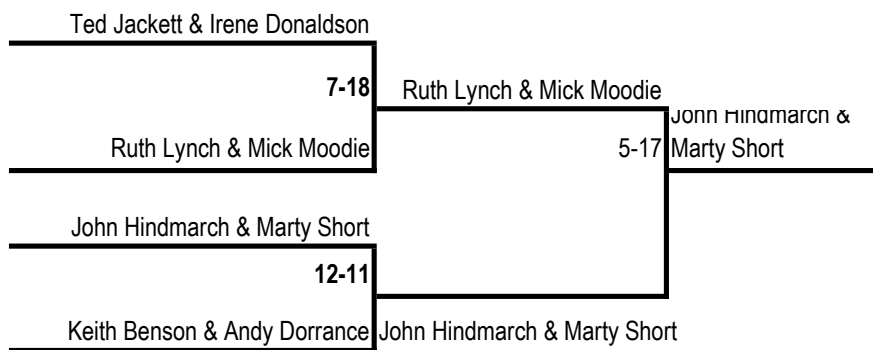 Ted Jackett & Irene Donaldson
7-18
Ruth Lynch & Mick Moodie
Ruth Lynch & Mick Moodie
John Hindmarch &
5-17 Marty Short
John Hindmarch & Marty Short
12-11
Keith Benson & Andy Dorrance
John Hindmarch & Marty Short